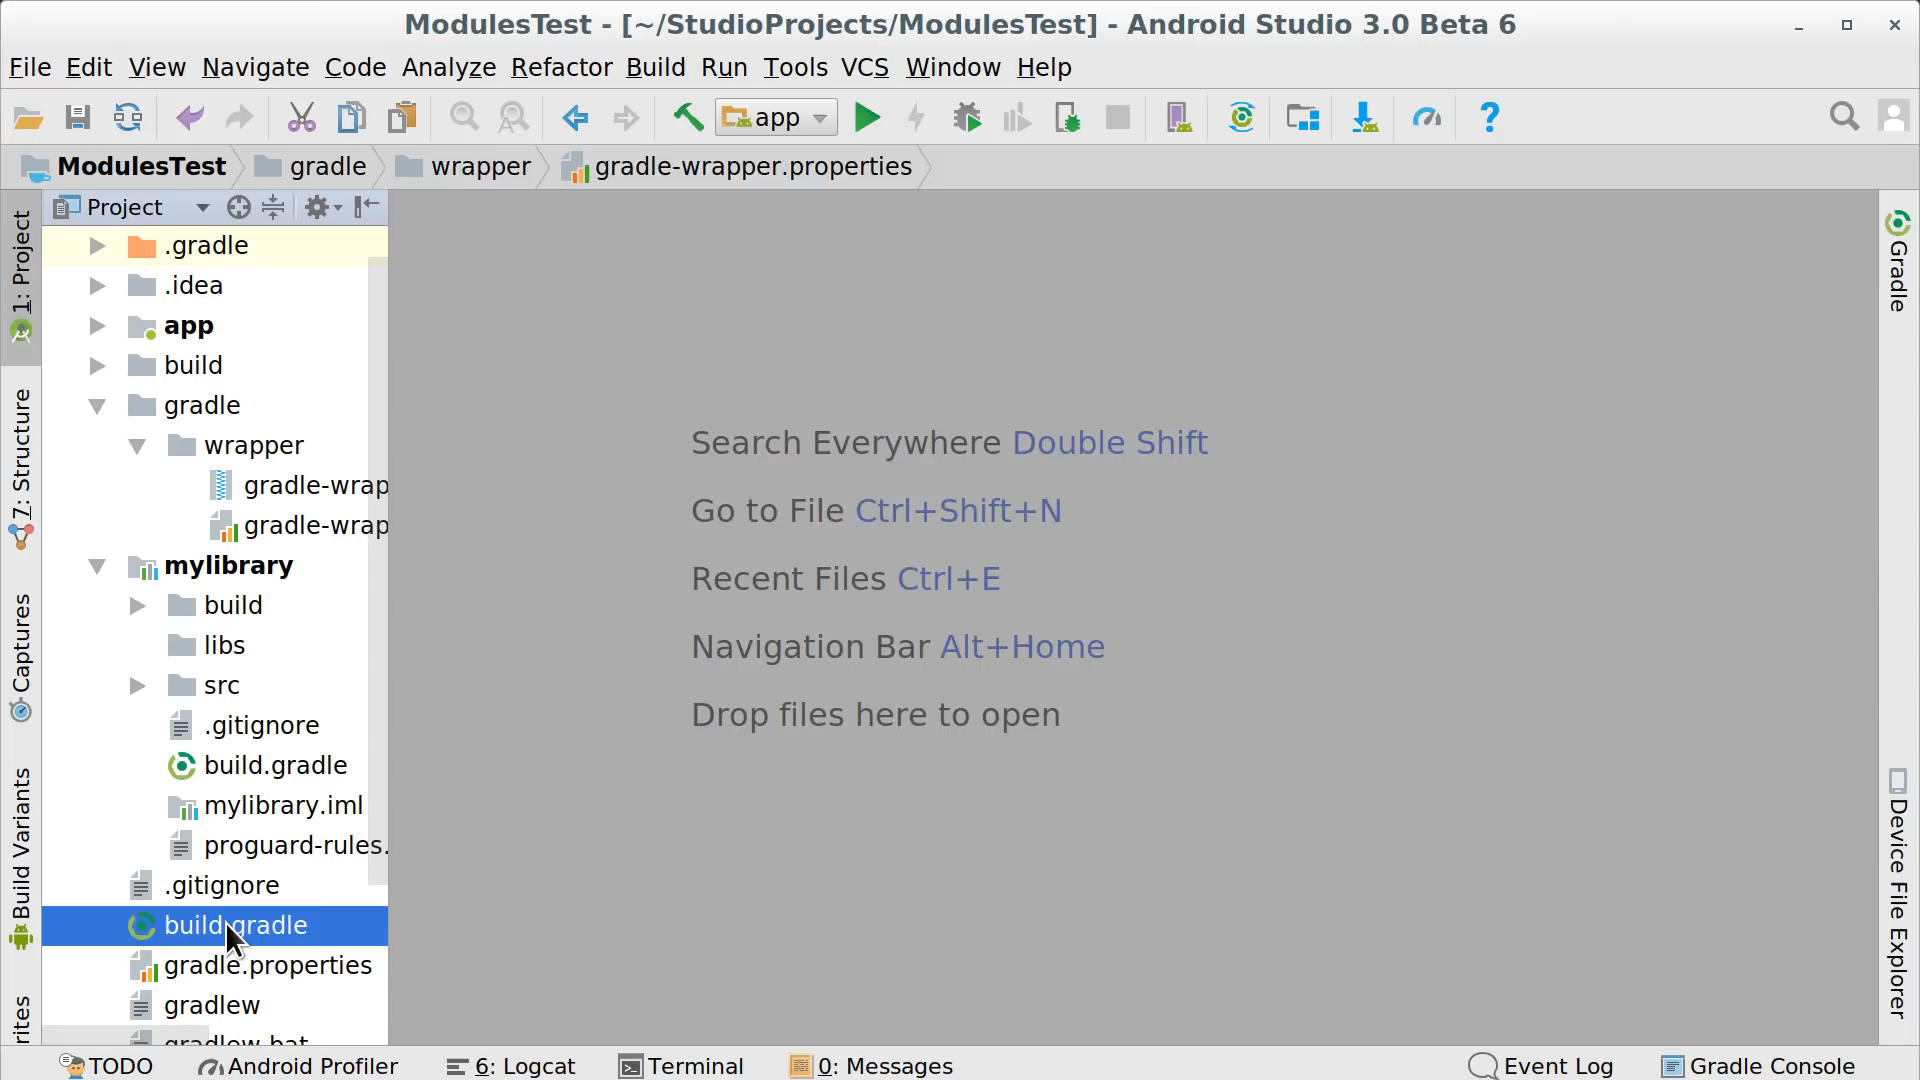 ModulesTest - [~/StudioProjects/ModulesTest] - Android Studio 3.0 Beta 6
File Edit View Navigate Code Analyze Refactor Build Run Tools VCS Window Help
app
ModulesTest gradle wrapper gradle-wrapper.properties
Project
.gradle
.idea
app
build
gradle
wrapper
gradle-wrap
gradle-wrap
mylibrary
build
libs
src
.gitignore
build.gradle
mylibrary.iml
proguard-rules.
.gitignore
build.gradle
gradle.properties
gradlew
gradlew.bat
1: Project
7: Structure
Captures
Build Variants
rites
Search Everywhere Double Shift
Go to File Ctrl+Shift+N
Recent Files Ctrl+E
Navigation Bar Alt+Home
Drop files here to open
Gradle
Device File Explorer
TODO Android Profiler 6: Logcat Terminal 0: Messages Event Log Gradle Console